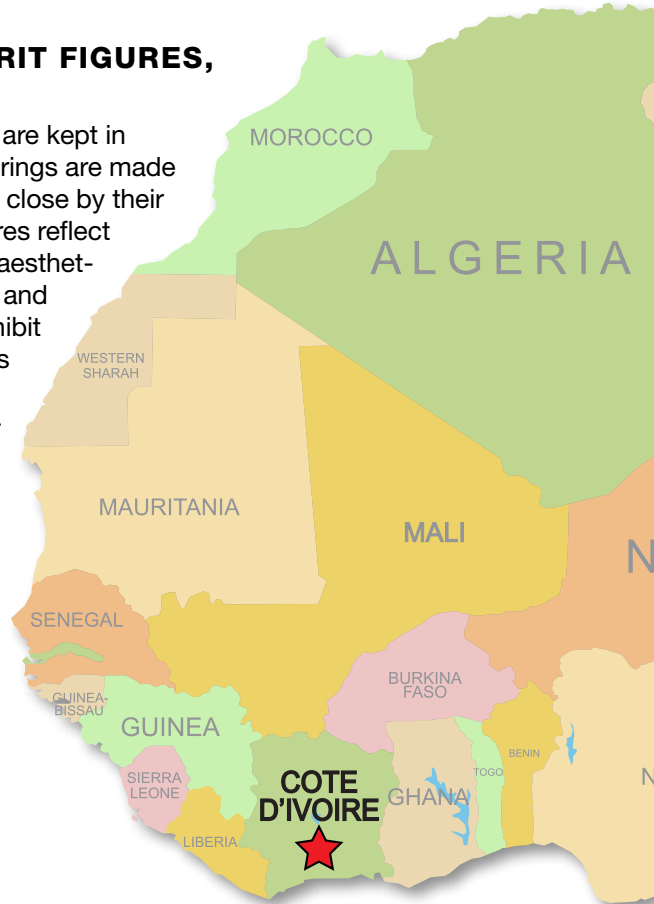 RIT FIGURES,
are kept in
rings are made
close by their
res reflect
aesthet-
and
hibit
s
MOROCCO
ALGERIA
WESTERN
SHARAH
MAURITANIA
MALI
N
SENEGAL
BURKINA
FASO
GUINEA-
BISSAU
GUINEA
BENIN
SIERRA
LEONE
TOGO
COTE
D'IVOIRE
GHANA
N
LIBERIA